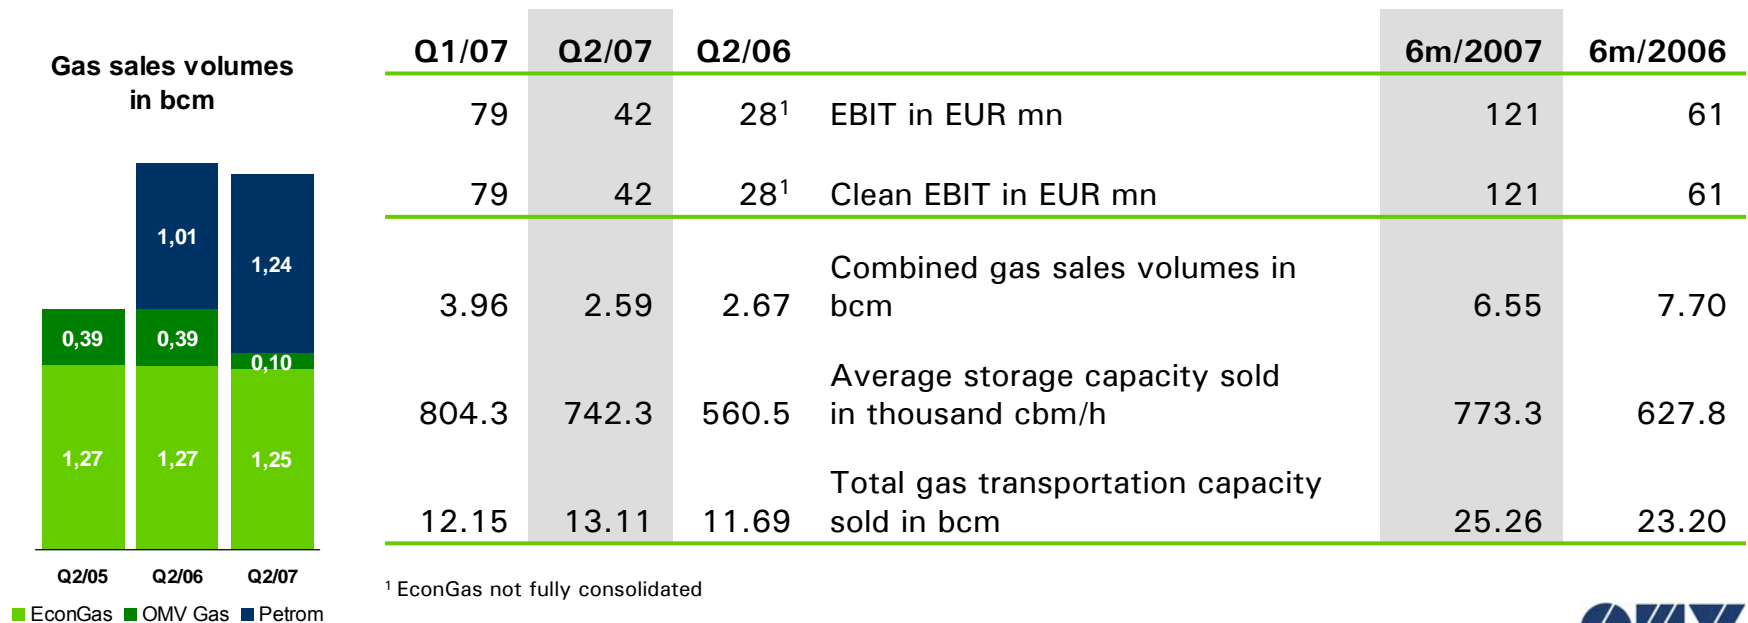 Gas sales volumes
in bcm
1,01
1,24
0,39
0,39
0,10
1,27
1,27
1,25
Q2/05 Q2/06 Q2/07
EconGas OMV Gas Petrom
Q1/07 Q2/07 Q2/06 6m/2007 6m/2006
79 42 28¹ EBIT in EUR mn 121 61
79 42 28¹ Clean EBIT in EUR mn 121 61
Combined gas sales volumes in
3.96 2.59 2.67 bcm 6.55 7.70
Average storage capacity sold
804.3 742.3 560.5 in thousand cbm/h 773.3 627.8
Total gas transportation capacity
12.15 13.11 11.69 sold in bcm 25.26 23.20
¹ EconGas not fully consolidated